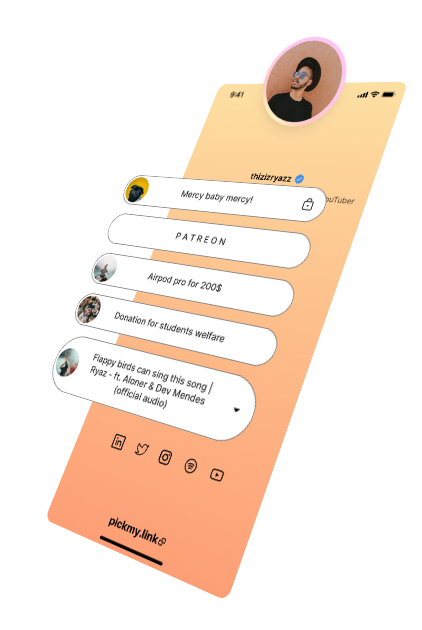 9:41
thizizryazz
ouTuber
Mercy baby mercy!
PATREON
Airpod pro for 200$
Donation for students welfare
Flappy birds can sing this song |
Ryaz - ft. Aloner & Dev Mendes
(official audio)
pickmy.link